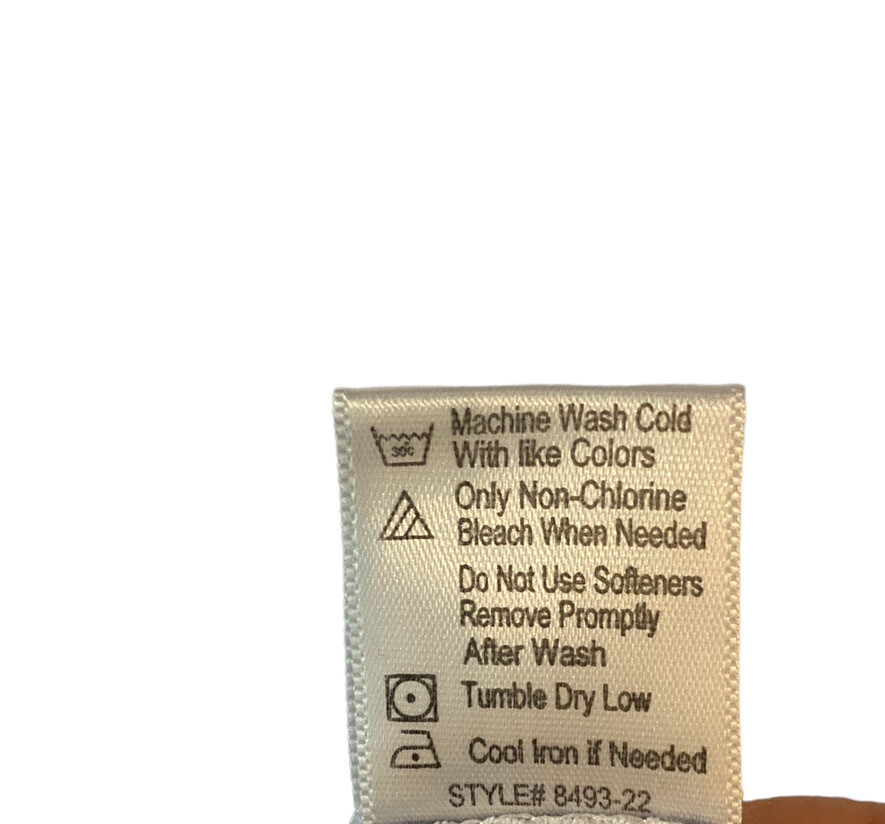 Machine Wash Cold
30c With like Colors
Only Non-Chlorine
Bleach When Needed
Do Not Use Softeners
Remove Promptly
After Wash
Tumble Dry Low
Cool Iron if Needed
STYLE# 8493-22